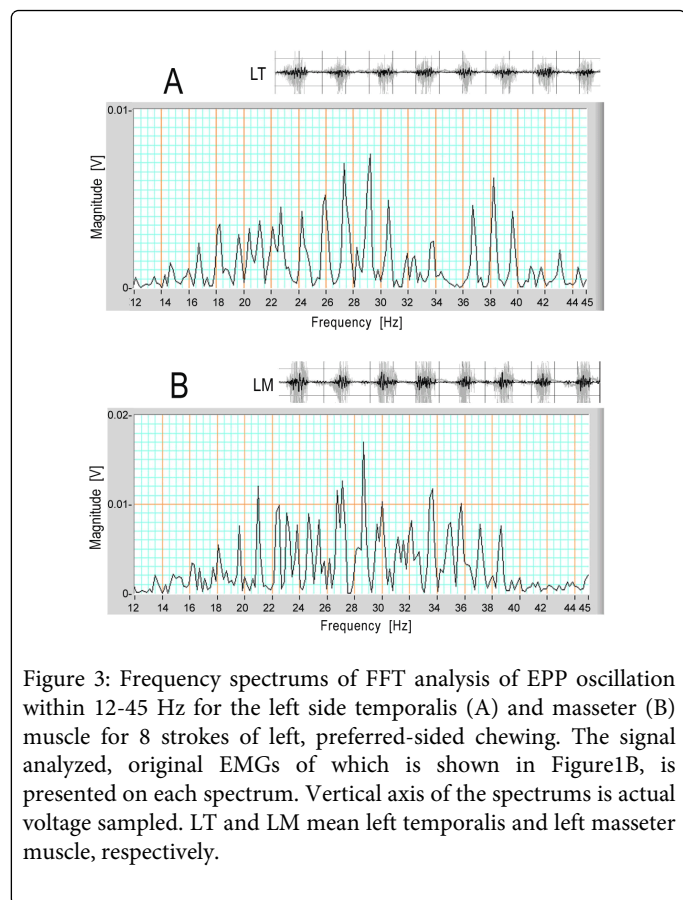 LT
A
0.01-
Magnitude [V]
0-
12 14 16 18 20 22 24 26 28 30 32 34 36 38 40 42 44 45
Frequency [Hz]
B
LM
0.02-
0.01-
Magnitude [V]
0-
12 14 16 18 20 22 24 26 28 30 32 34 36 38 40 42 44 45
Frequency [Hz]
Figure 3: Frequency spectrums of FFT analysis of EPP oscillation
within 12-45 Hz for the left side temporalis (A) and masseter (B)
muscle for 8 strokes of left, preferred-sided chewing. The signal
analyzed, original EMGs of which is shown in Figure1B, is
presented on each spectrum. Vertical axis of the spectrums is actual
voltage sampled. LT and LM mean left temporalis and left masseter
muscle, respectively.